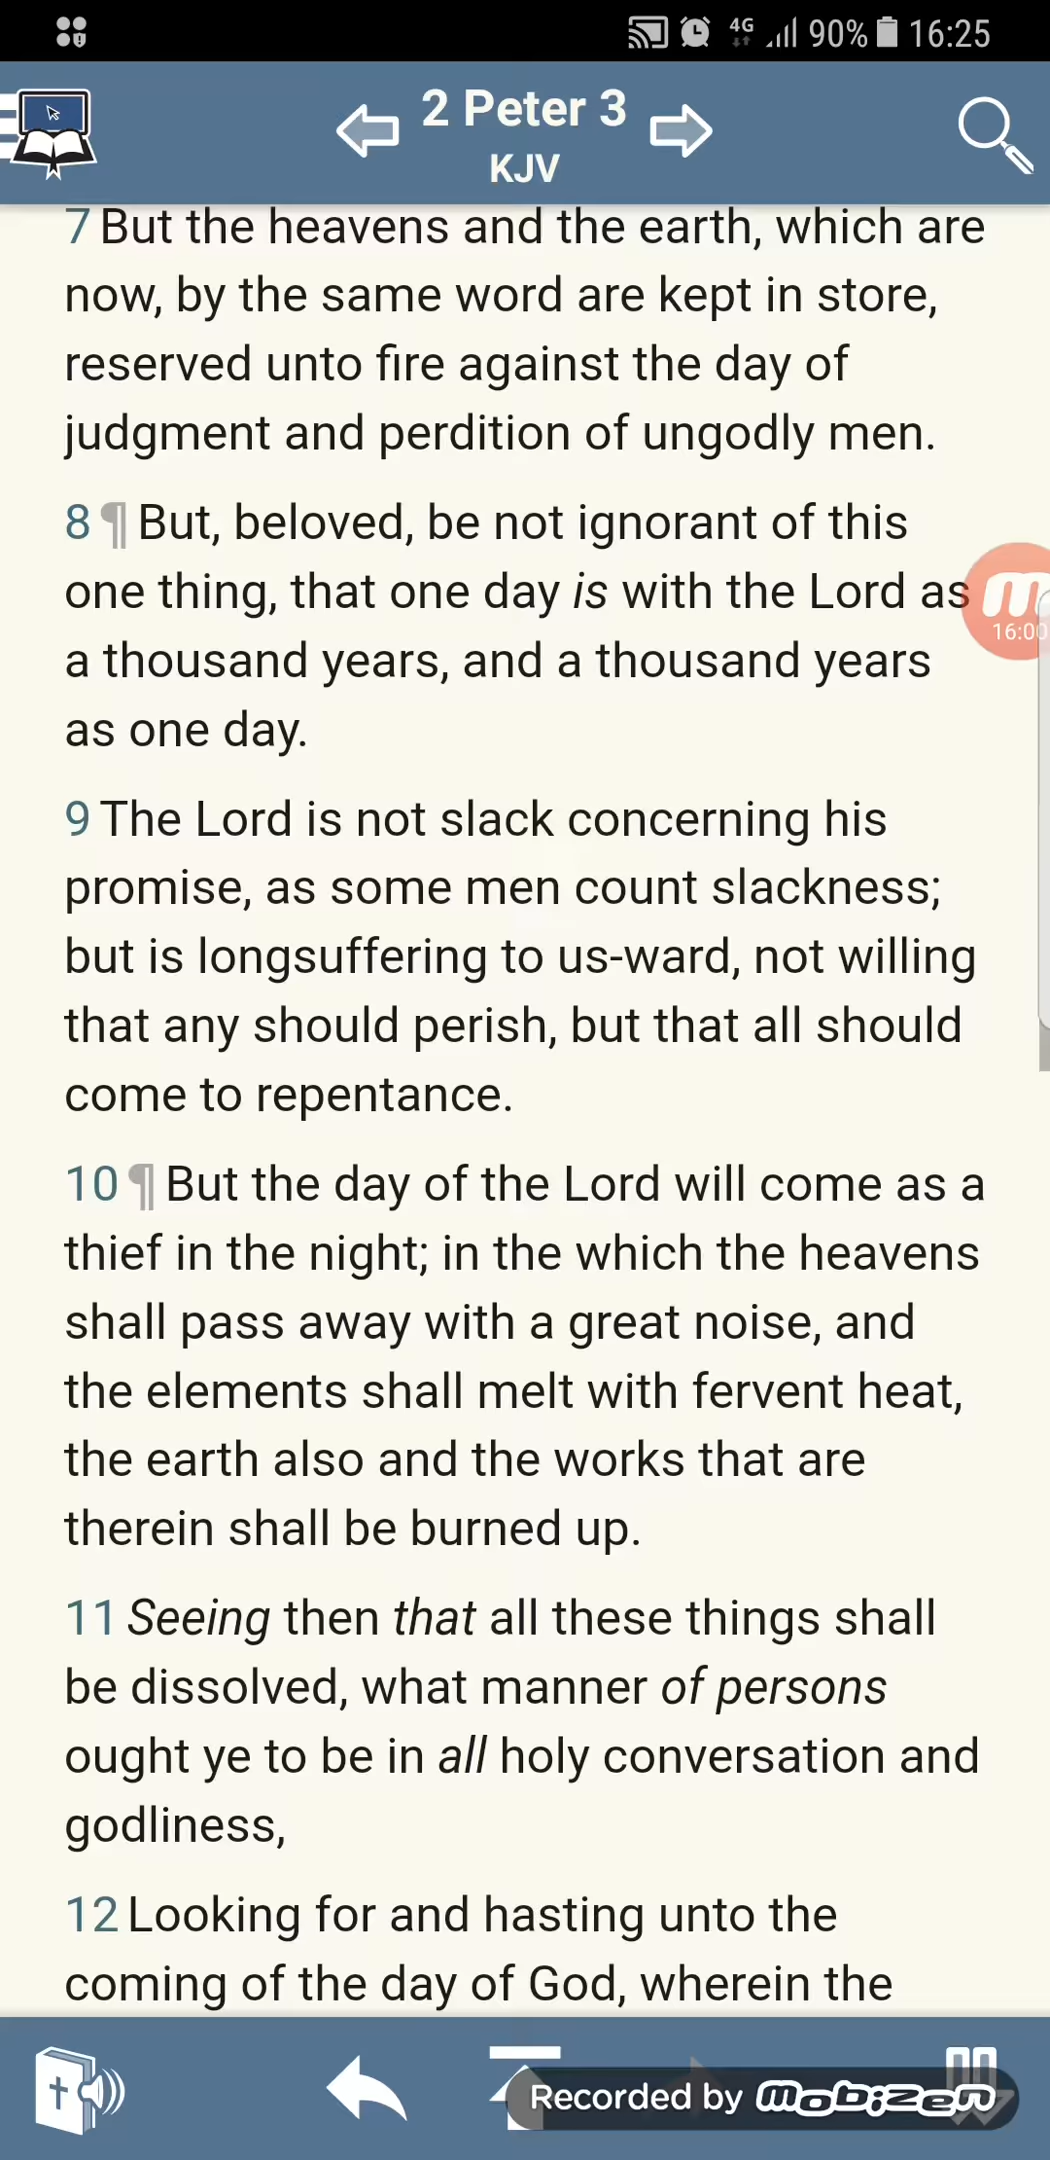 4G 90% 16:25
2 Peter 3
KJV
7 But the heavens and the earth, which are
now, by the same word are kept in store,
reserved unto fire against the day of
judgment and perdition of ungodly men.
8 ¶ But, beloved, be not ignorant of this
one thing, that one day is with the Lord as
16:00
a thousand years, and a thousand years
as one day.
9 The Lord is not slack concerning his
promise, as some men count slackness;
but is longsuffering to us-ward, not willing
that any should perish, but that all should
come to repentance.
10 ¶ But the day of the Lord will come as a
thief in the night; in the which the heavens
shall pass away with a great noise, and
the elements shall melt with fervent heat,
the earth also and the works that are
therein shall be burned up.
11 Seeing then that all these things shall
be dissolved, what manner of persons
ought ye to be in all holy conversation and
godliness,
12 Looking for and hasting unto the
coming of the day of God, wherein the
Recorded by mobizen